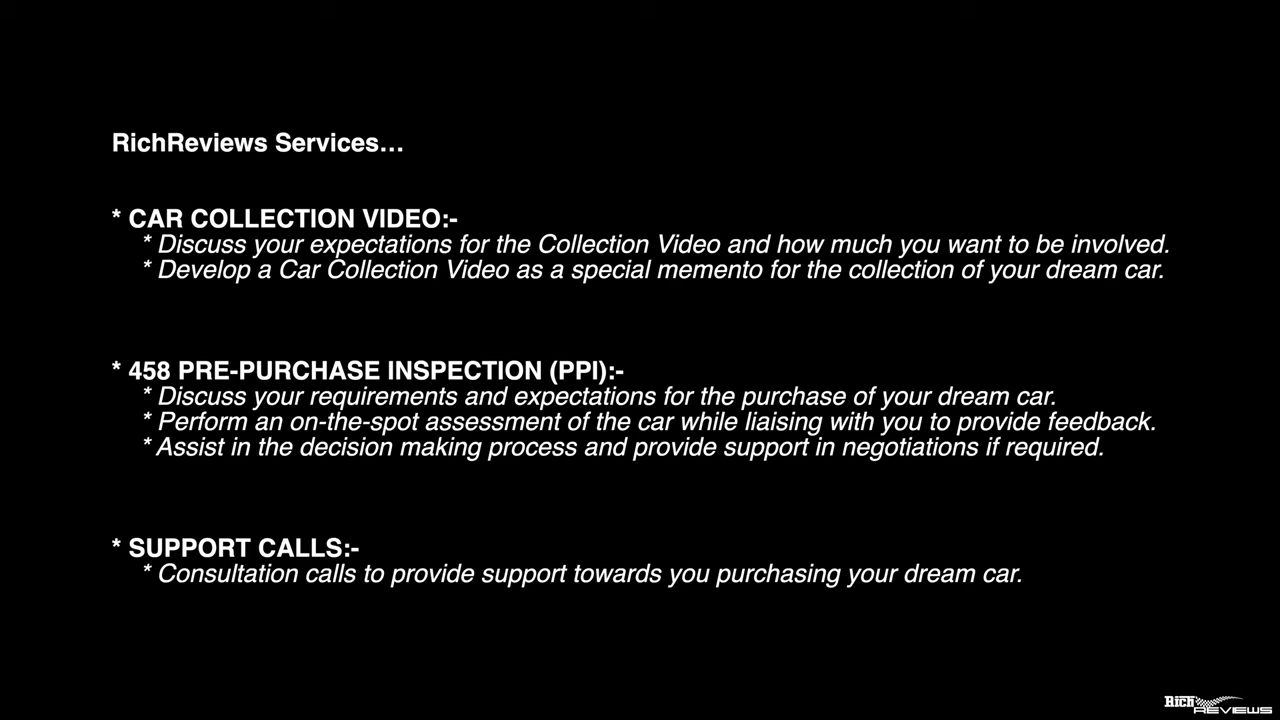 RichReviews Services...
* CAR COLLECTION VIDEO:-
* Discuss your expectations for the Collection Video and how much you want to be involved.
* Develop a Car Collection Video as a special memento for the collection of your dream car.
* 458 PRE-PURCHASE INSPECTION (PPI):-
* Discuss your requirements and expectations for the purchase of your dream car.
* Perform an on-the-spot assessment of the car while liaising with you to provide feedback.
* Assist in the decision making process and provide support in negotiations if required.
* SUPPORT CALLS:-
* Consultation calls to provide support towards you purchasing your dream car.
Rich
REVIEWS